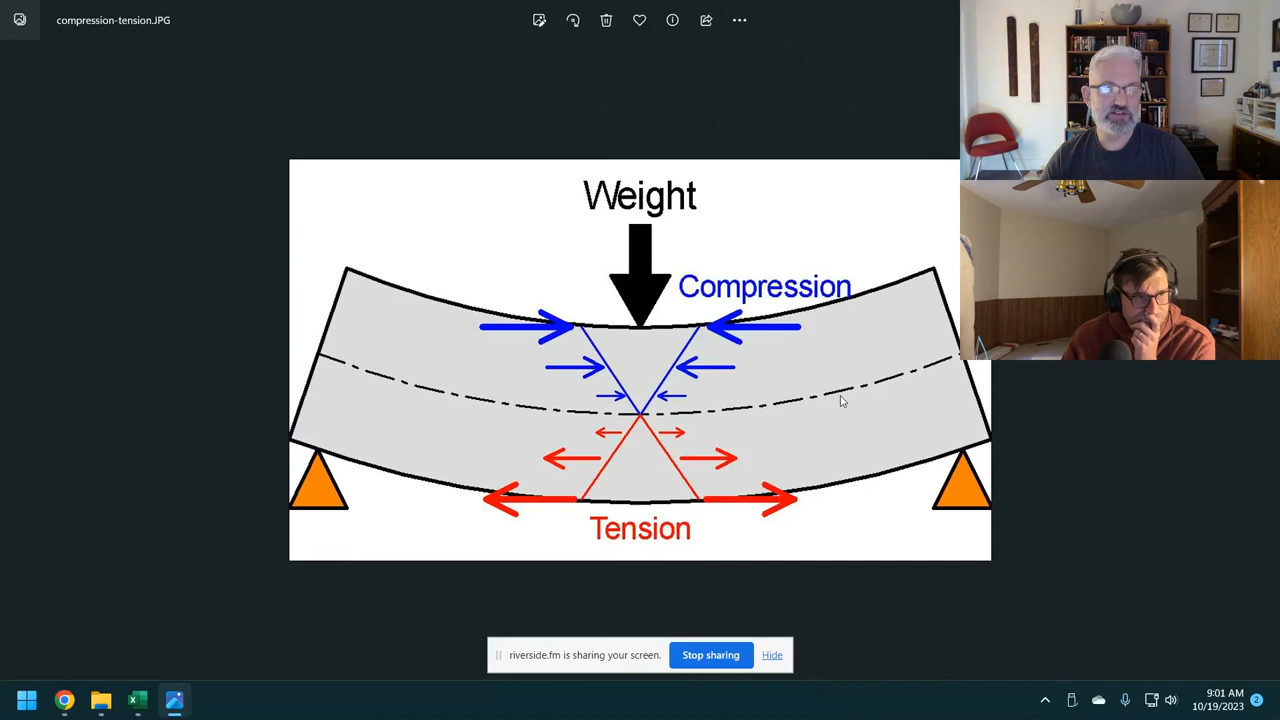 compression-tension.JPG
Weight
Compression
Tension
riverside.fm is sharing your screen.
Stop sharing
Hide
9:01 AM
10/19/2023
2